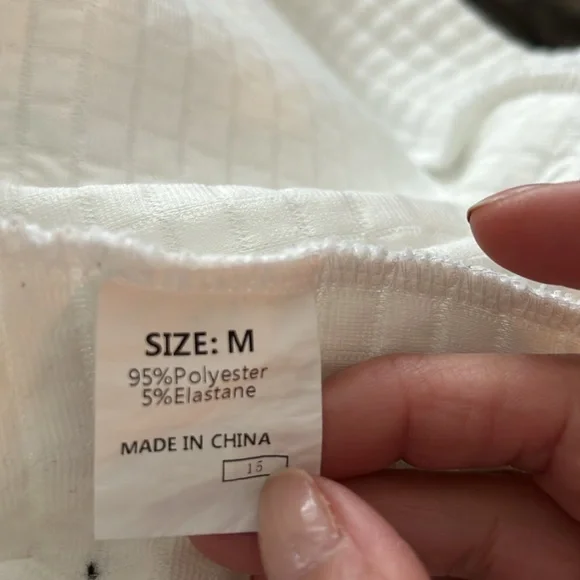 SIZE: M
95%Polyester
5%Elastane
MADE IN CHINA
15